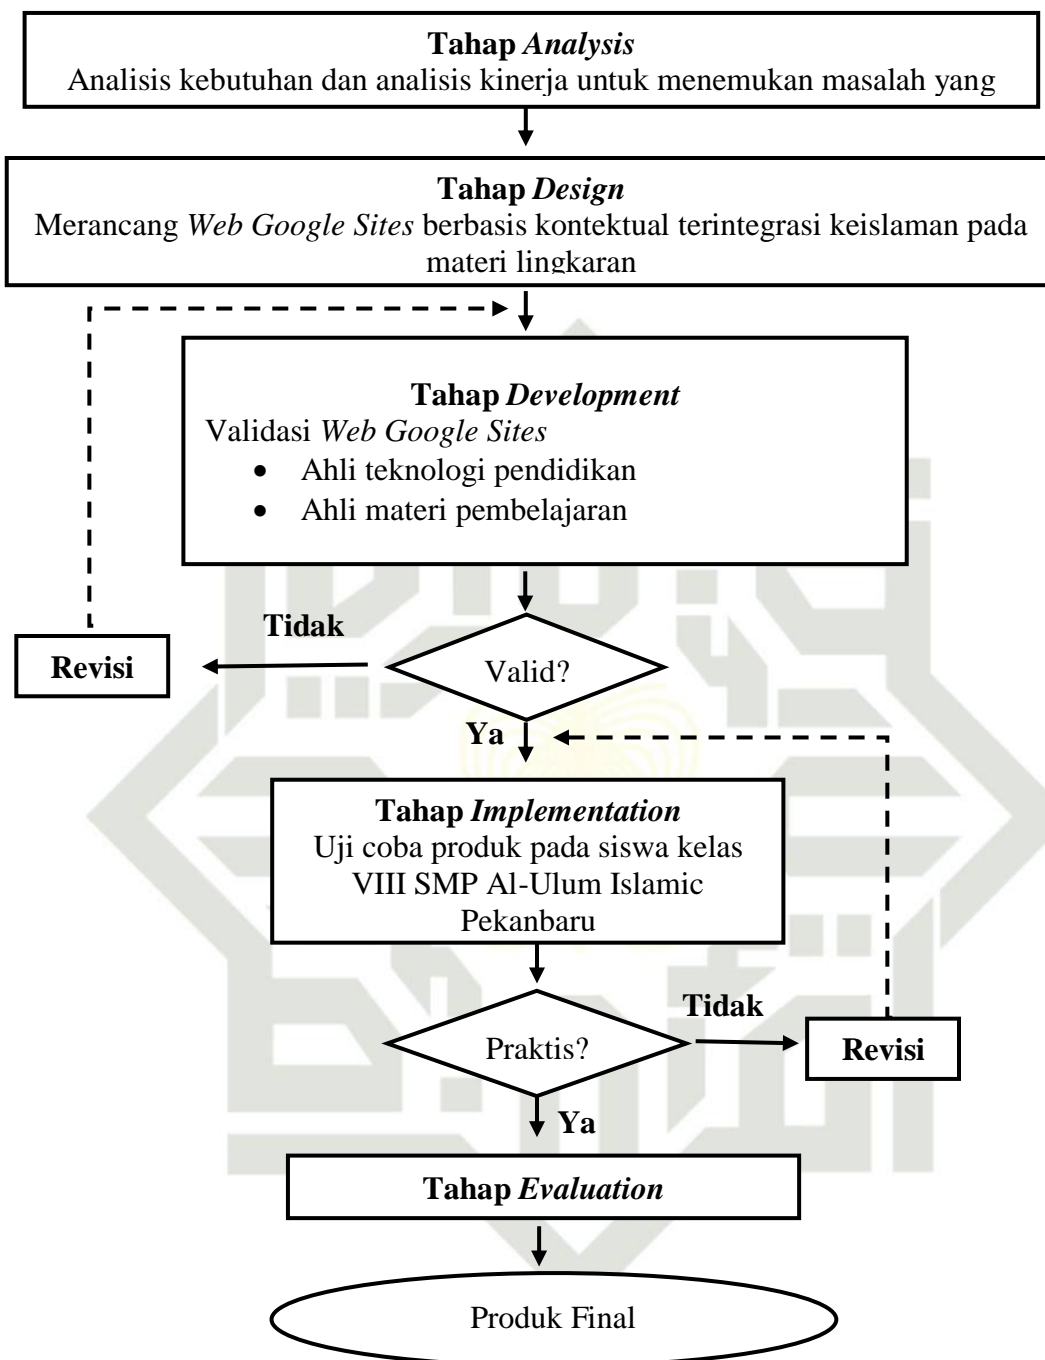 Tahap Analysis
Analisis kebutuhan dan analisis kinerja untuk menemukan masalah yang
Tahap Design
Merancang Web Google Sites berbasis kontektual terintegrasi keislaman pada
materi lingkaran
Tahap Development
Validasi Web Google Sites
• Ahli teknologi pendidikan
• Ahli materi pembelajaran
Tidak
Revisi
Valid?
Ya
Tahap Implementation
Uji coba produk pada siswa kelas
VIII SMP Al-Ulum Islamic
Pekanbaru
Tidak
Praktis?
Revisi
Ya
Tahap Evaluation
Produk Final